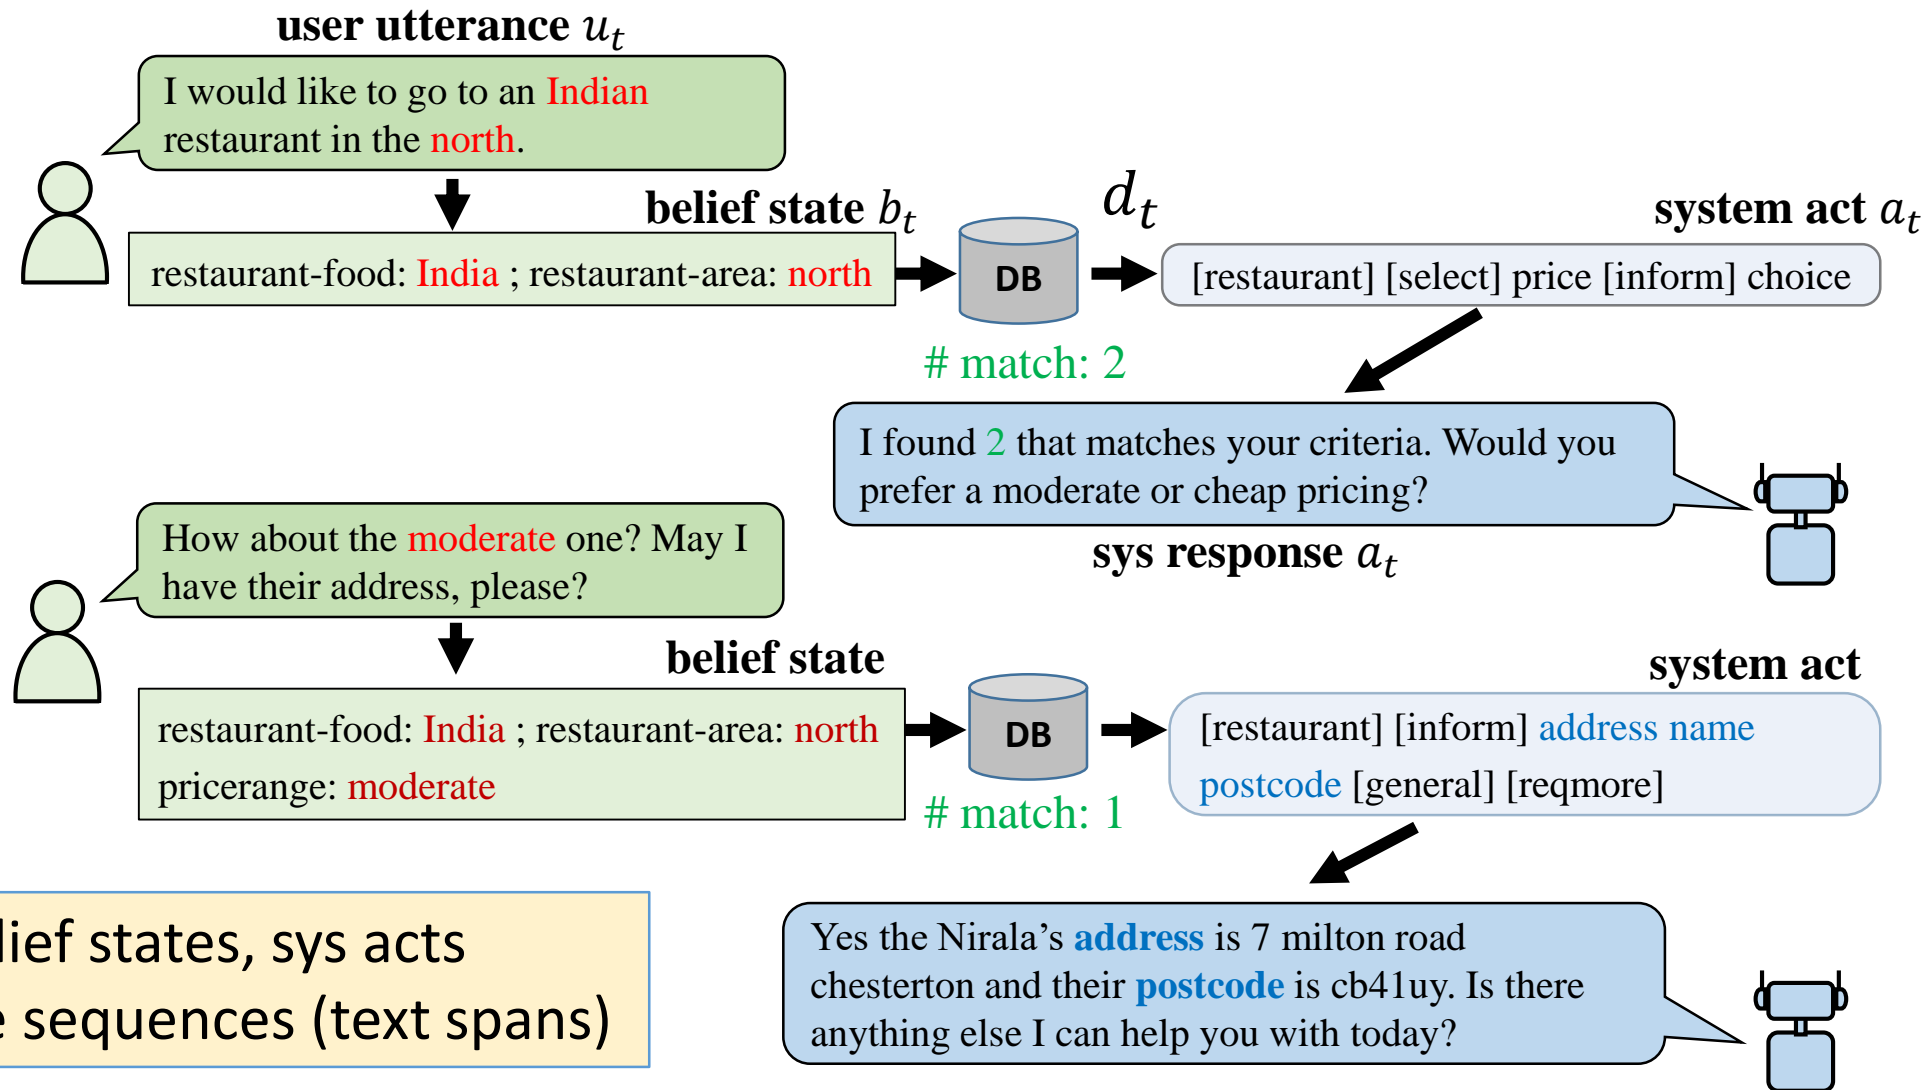 user utterance u_t
I would like to go to an Indian
restaurant in the north.
belief state b_t
d_t
system act a_t
restaurant-food: India ; restaurant-area: north
DB
[restaurant] [select] price [inform] choice
# match: 2
I found 2 that matches your criteria. Would you
prefer a moderate or cheap pricing?
sys response a_t
How about the moderate one? May I
have their address, please?
belief state
system act
restaurant-food: India ; restaurant-area: north
pricerange: moderate
DB
[restaurant] [inform] address name
postcode [general] [reqmore]
# match: 1
Yes the Nirala's address is 7 milton road
chesterton and their postcode is cb41uy. Is there
anything else I can help you with today?
lief states, sys acts
e sequences (text spans)